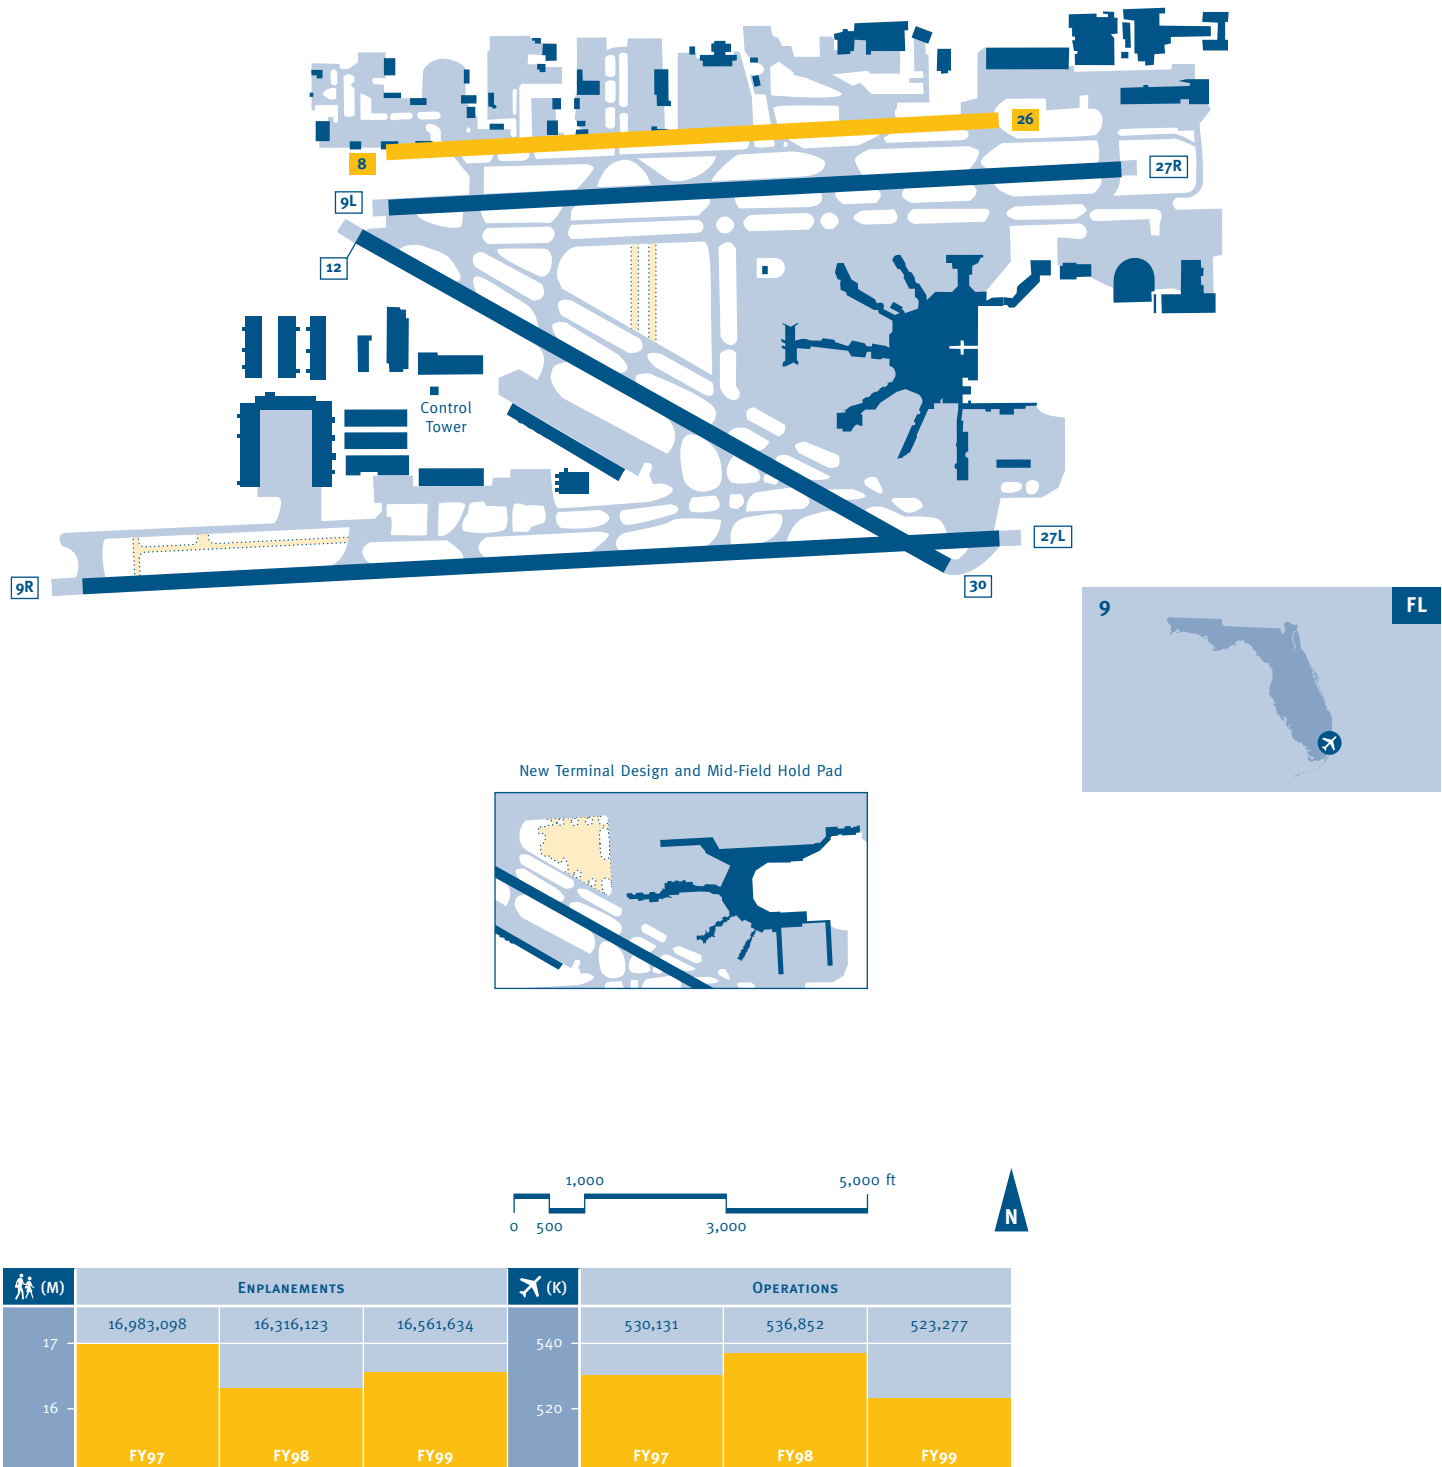 26
8
27R
9L
12
Control
Tower
27L
9R
30
9
FL
New Terminal Design and Mid-Field Hold Pad
1,000
5,000 ft
0
500
3,000
N
(M)
ENPLANEMENTS
(K)
OPERATIONS
16,983,098
16,316,123
16,561,634
530,131
536,852
523,277
17
540
16
520
FY97
FY98
FY99
FY97
FY98
FY99